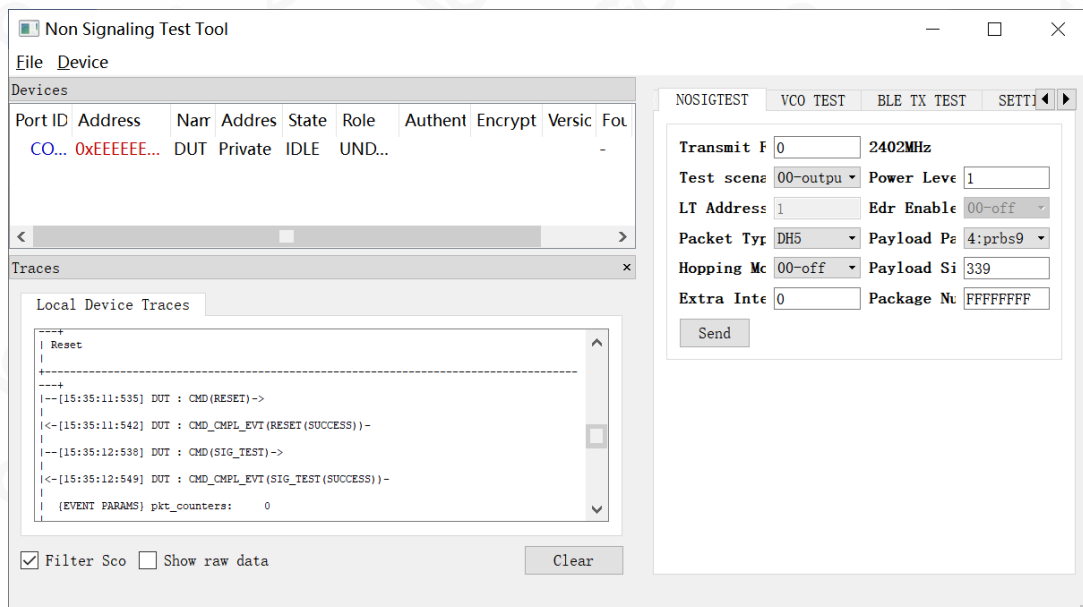 Non Signaling Test Tool
File Device
Devices
Port ID Address Nam Addres State Role Authent Encrypt Versic Fou
CO... 0xEEEEEE... DUT Private IDLE UND... -
Traces
Local Device Traces
---+
| Reset
|
+-----------------------------------------------------------------------------------
---+
|--[15:35:11:535] DUT : CMD(RESET)->
|
|<-[15:35:11:542] DUT : CMD_CMPL_EVT(RESET(SUCCESS))-
|
|--[15:35:12:538] DUT : CMD(SIG_TEST)->
|
|<-[15:35:12:549] DUT : CMD_CMPL_EVT(SIG_TEST(SUCCESS))-
|
| {EVENT PARAMS} pkt_counters: 0
|
Filter Sco Show raw data Clear
NOSIGTEST VCO TEST BLE TX TEST SETTI
Transmit F 0 2402MHz
Test scena 00-outpu Power Leve 1
LT Address 1 Edr Enable 00-off
Packet Typ DH5 Payload Pa 4:prbs9
Hopping Mo 00-off Payload Si 339
Extra Inte 0 Package Nu FFFFFFFF
Send